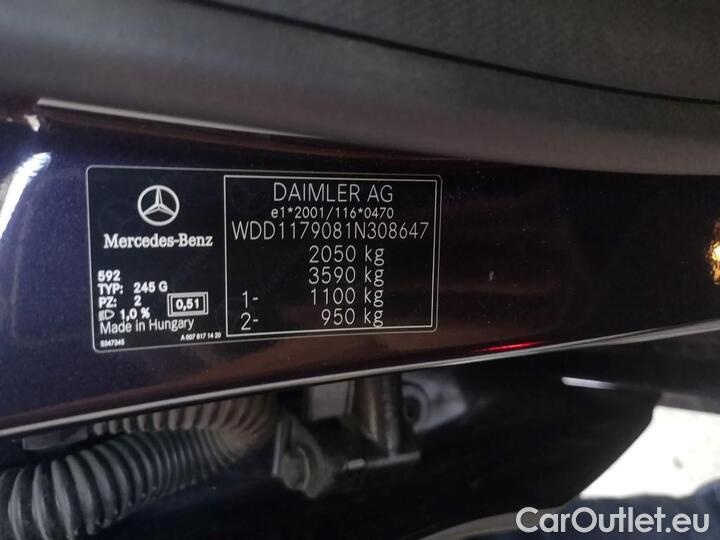 Mercedes-Benz
592
TYP: 245 G
PZ: 2
1,0 %
0,51
Made in Hungary
5347345
A 007 817 14 20
DAIMLER AG
e1*2001/116*0470
WDD1179081N308647
2050 kg
3590 kg
1- 1100 kg
2- 950 kg
CarOutlet.eu